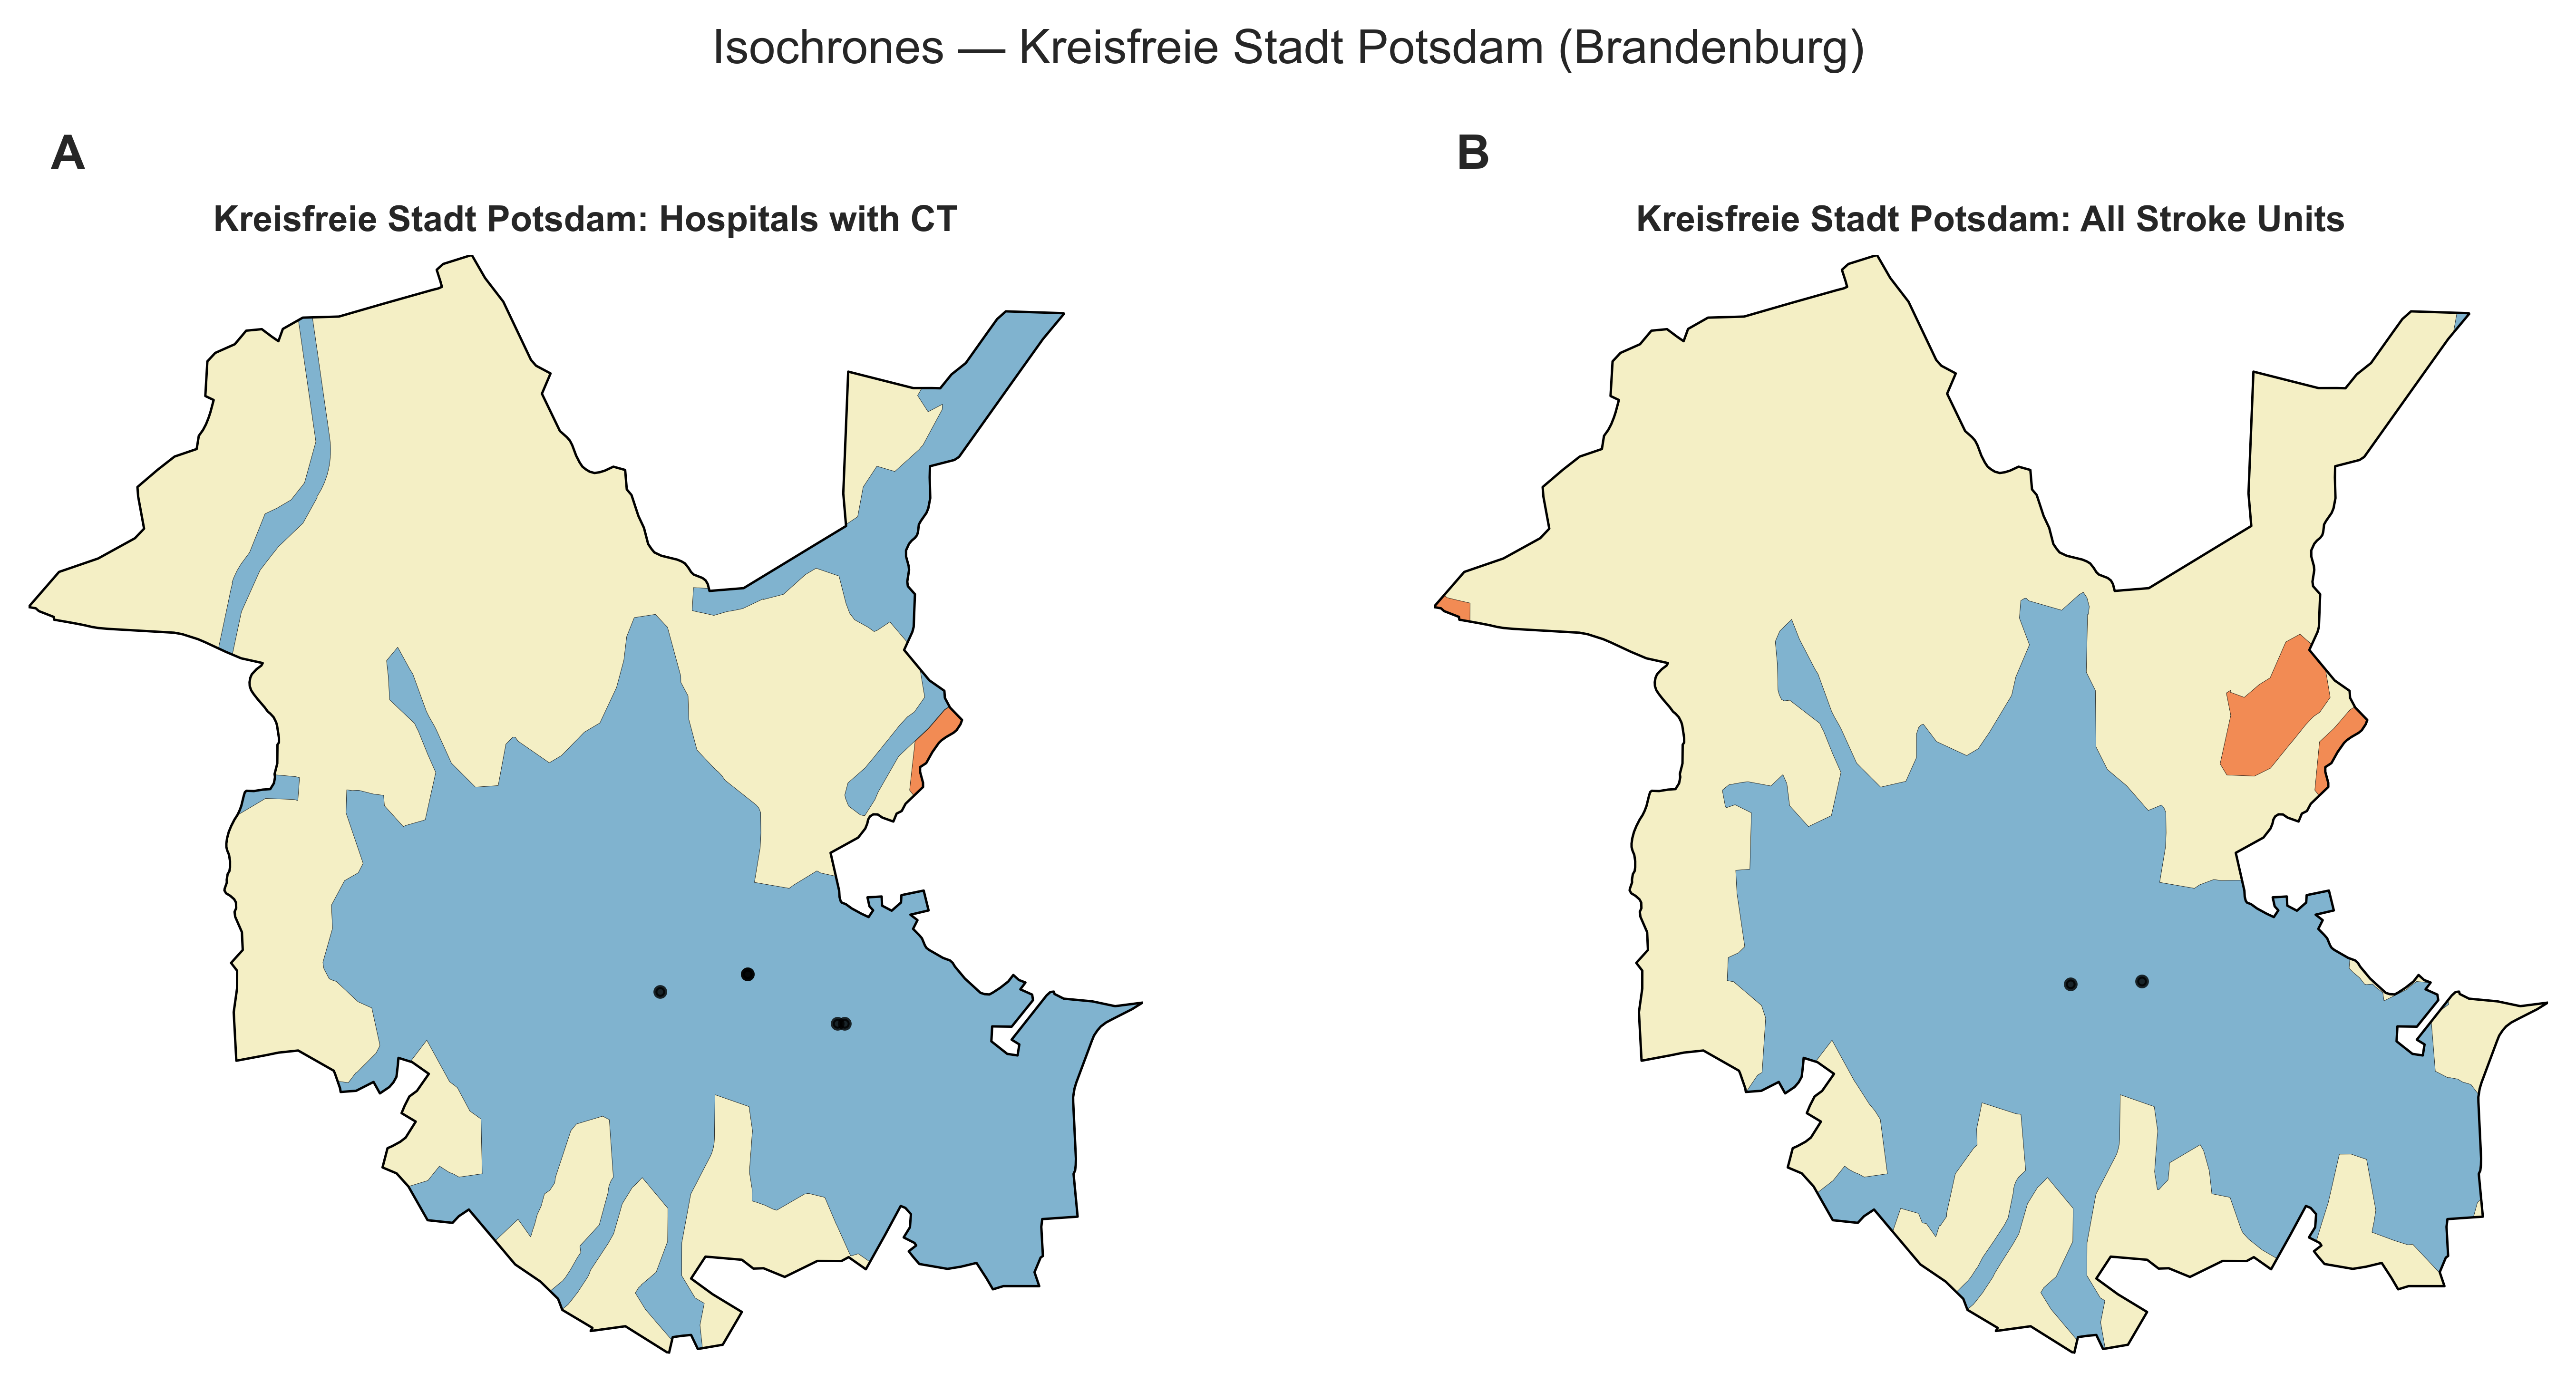 Isochrones — Kreisfreie Stadt Potsdam (Brandenburg)
A
B
Kreisfreie Stadt Potsdam: Hospitals with CT
Kreisfreie Stadt Potsdam: All Stroke Units